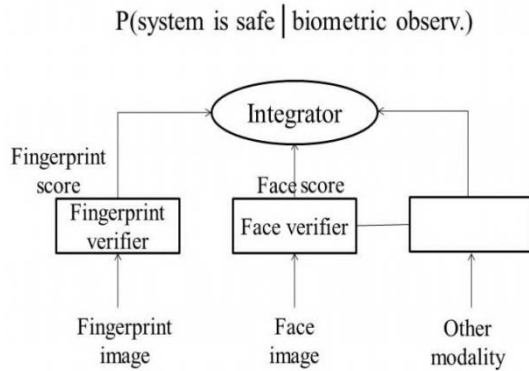 P(system is safe | biometric observ.)
Integrator
Fingerprint
score
Face score
Fingerprint
verifier
Face verifier
Fingerprint
image
Face
image
Other
modality